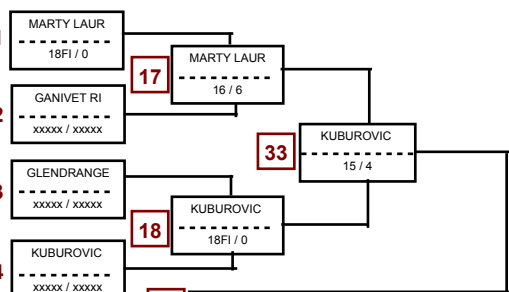 MARTY LAUR
18FI / 0
MARTY LAUR
16 / 6
17
GANIVET RI
xxxxx / xxxxx
KUBUROVIC
15 / 4
33
GLENDRANGE
xxxxx / xxxxx
KUBUROVIC
18FI / 0
18
KUBUROVIC
xxxxx / xxxxx